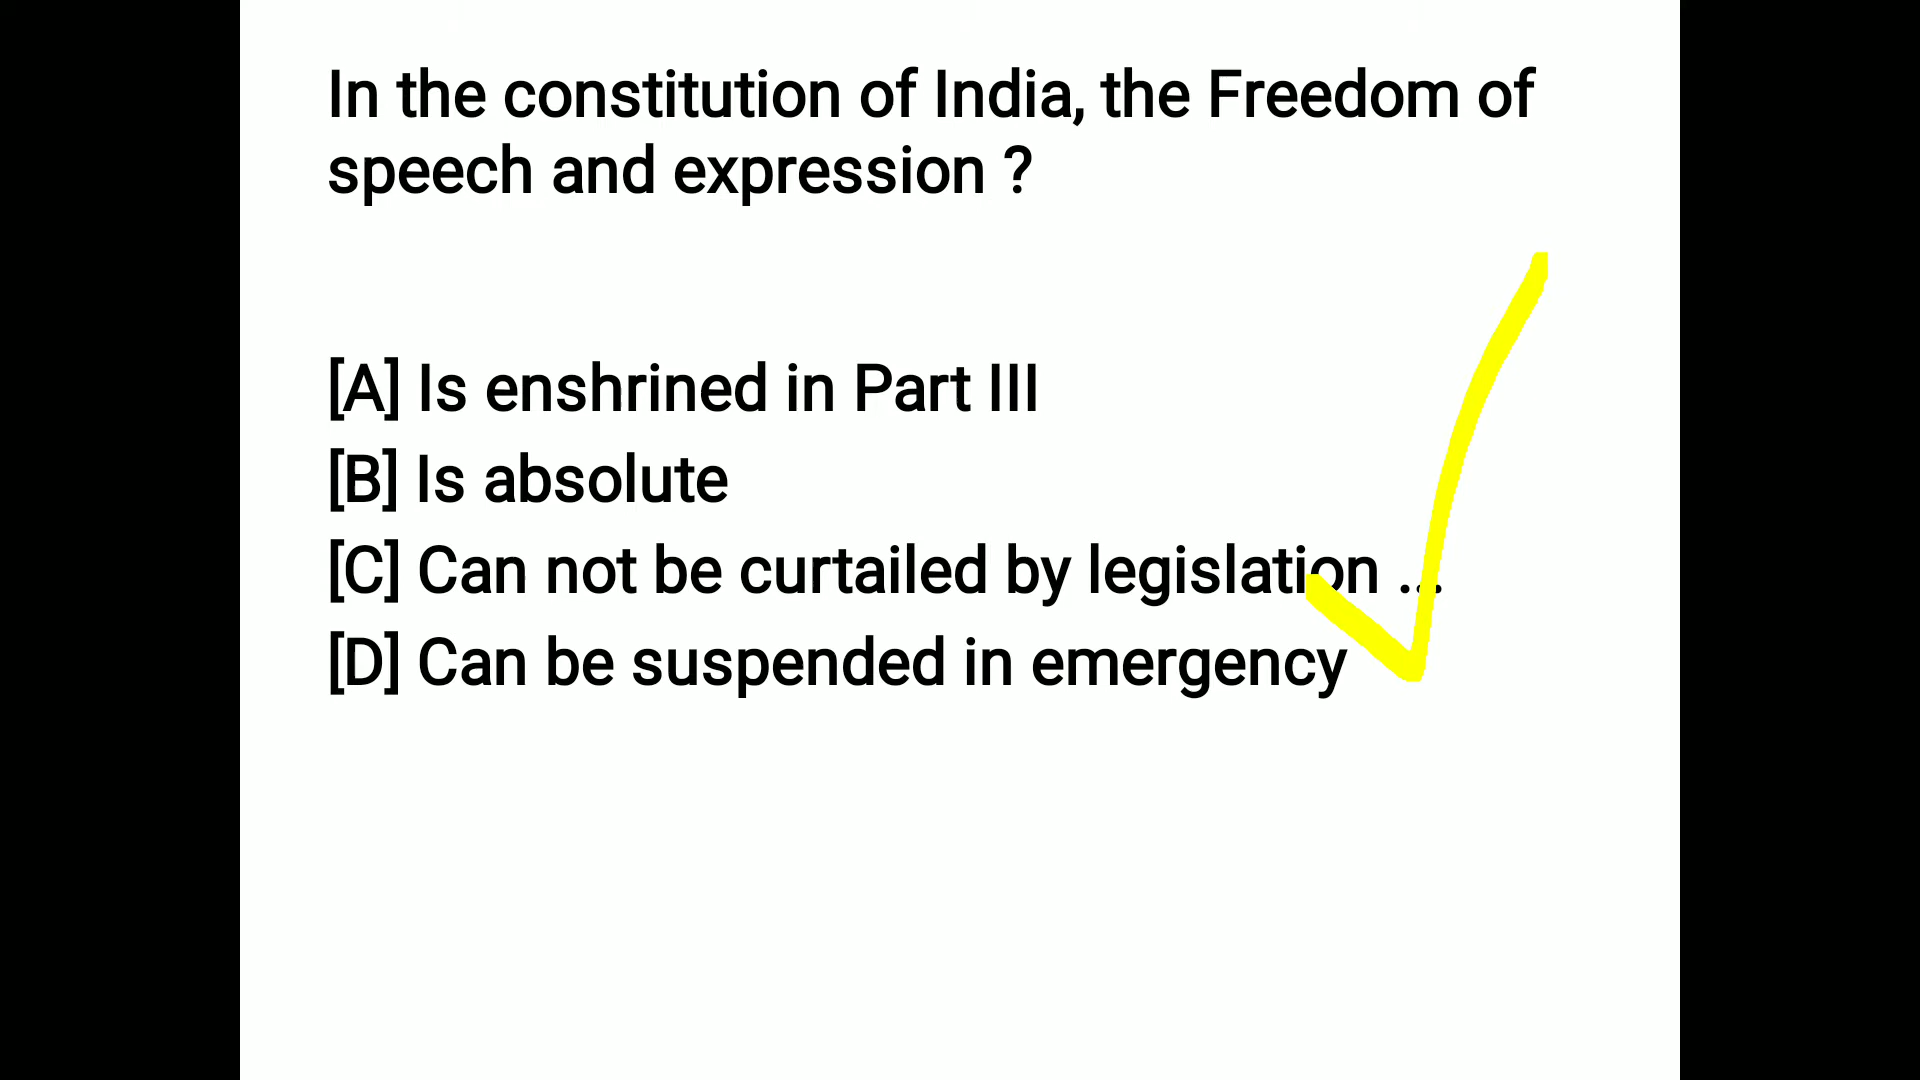 In the constitution of India, the Freedom of
speech and expression ?
[A] Is enshrined in Part III
[B] Is absolute
[C] Can not be curtailed by legislation ...
[D] Can be suspended in emergency